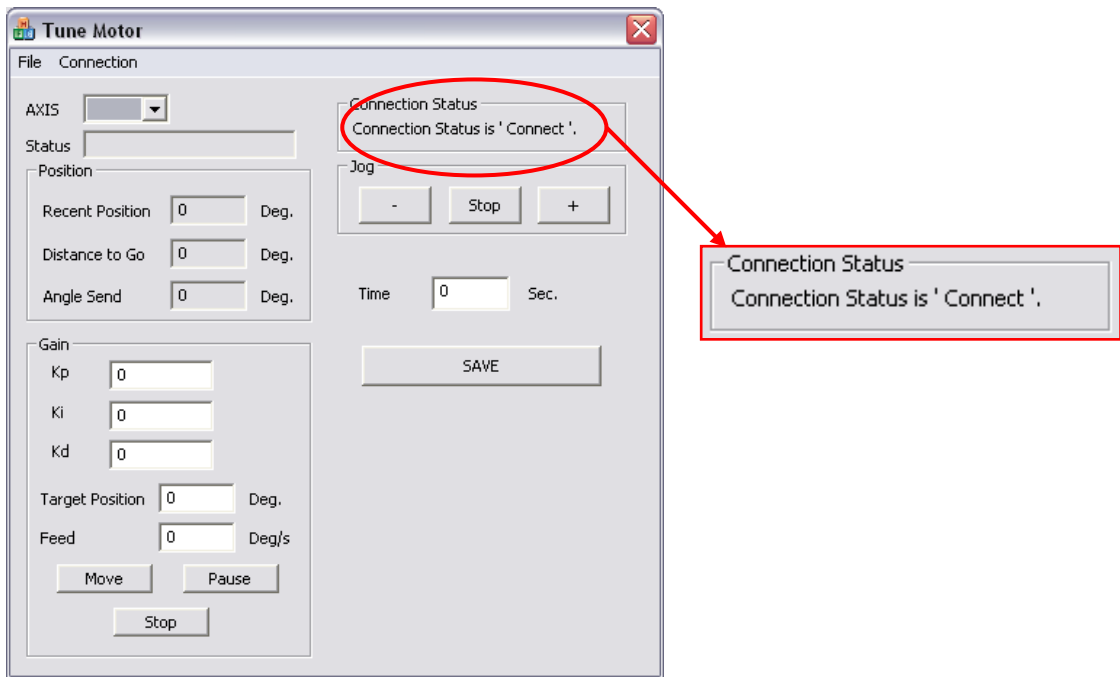 Tune Motor
File Connection
AXIS
Status
Position
Recent Position 0 Deg.
Distance to Go 0 Deg.
Angle Send 0 Deg.
Gain
Kp 0
Ki 0
Kd 0
Target Position 0 Deg.
Feed 0 Deg/s
Move Pause
Stop
Connection Status
Connection Status is ' Connect '.
Jog
- Stop +
Time 0 Sec.
SAVE
Connection Status
Connection Status is ' Connect '.